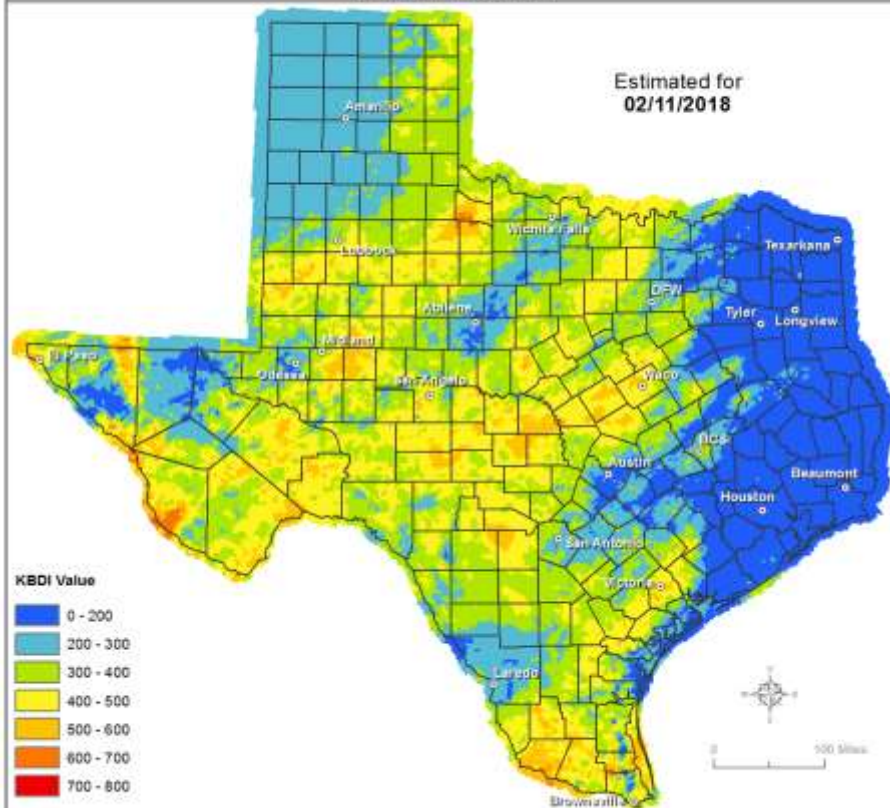 Estimated for
02/11/2018
Amarillo
Wichita Falls
Texarkana
Lubbock
DFW
Abilene
Tyler
Longview
Midland
El Paso
Odessa
Waco
San Angelo
BCS
Austin
Beaumont
Houston
San Antonio
Victoria
KBDI Value
0 - 200
200 - 300
300 - 400
400 - 500
500 - 600
600 - 700
700 - 800
Laredo
0 100 Miles
Brownsville